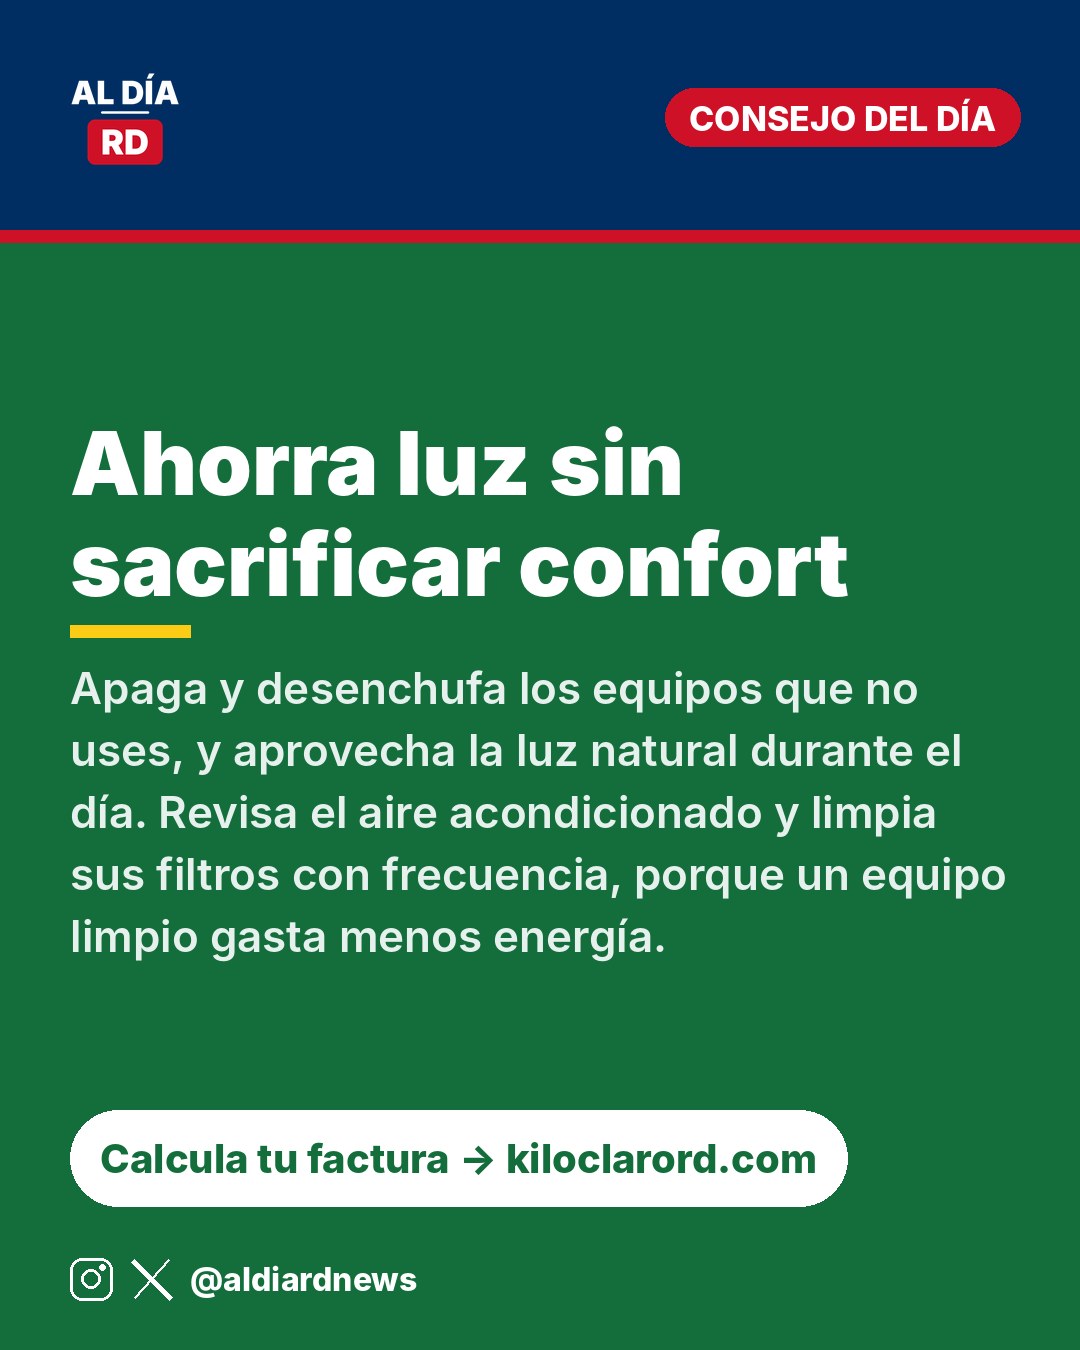 AL DÍA
RD
CONSEJO DEL DÍA
Ahorra luz sin
sacrificar confort
Apaga y desenchufa los equipos que no
uses, y aprovecha la luz natural durante el
día. Revisa el aire acondicionado y limpia
sus filtros con frecuencia, porque un equipo
limpio gasta menos energía.
Calcula tu factura → kiloclarord.com
@aldiardnews